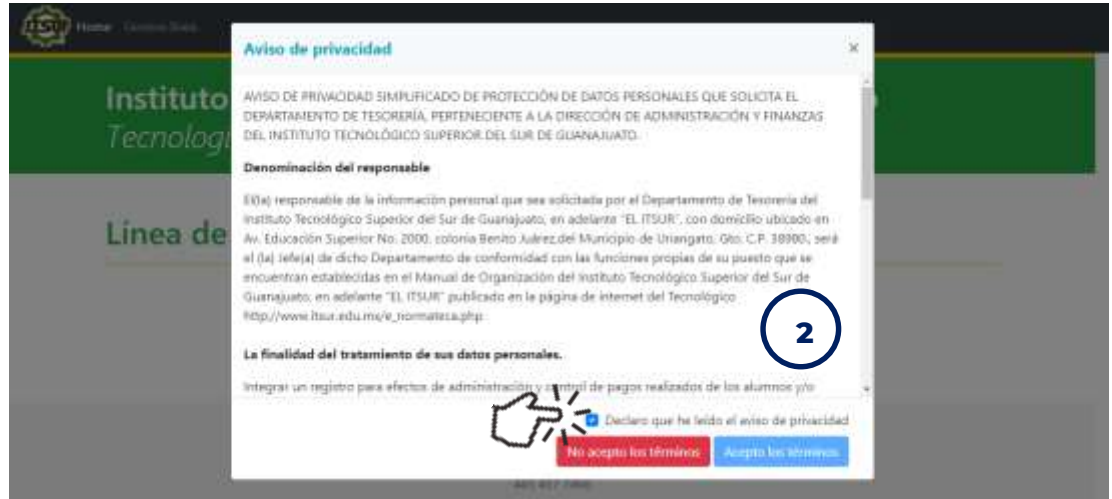 ITSUR Home
Aviso de privacidad ×
Instituto
Tecnologí
Línea de
AVISO DE PRIVACIDAD SIMPLIFICADO DE PROTECCIÓN DE DATOS PERSONALES QUE SOLICITA EL
DEPARTAMENTO DE TESORERÍA, PERTENECIENTE A LA DIRECCIÓN DE ADMINISTRACIÓN Y FINANZAS
DEL INSTITUTO TECNOLÓGICO SUPERIOR DEL SUR DE GUANAJUATO.
Denominación del responsable
El(la) responsable de la información personal que sea solicitada por el Departamento de Tesorería del
Instituto Tecnológico Superior del Sur de Guanajuato, en adelante "EL ITSUR", con domicilio ubicado en
Av. Educación Superior No. 2000, colonia Benito Juárez,del Municipio de Uriangato, Gto. C.P. 38980., será
el (la) Jefe(a) de dicho Departamento de conformidad con las funciones propias de su puesto que se
encuentran establecidas en el Manual de Organización del Instituto Tecnológico Superior del Sur de
Guanajuato, en adelante "EL ITSUR" publicado en la página de internet del Tecnológico
http://www.itsur.edu.mx/e_normateca.php
2
La finalidad del tratamiento de sus datos personales.
Integrar un registro para efectos de administración y control de pagos realizados de los alumnos y/o
Declaro que he leído el aviso de privacidad
No acepto los términos Acepto los términos